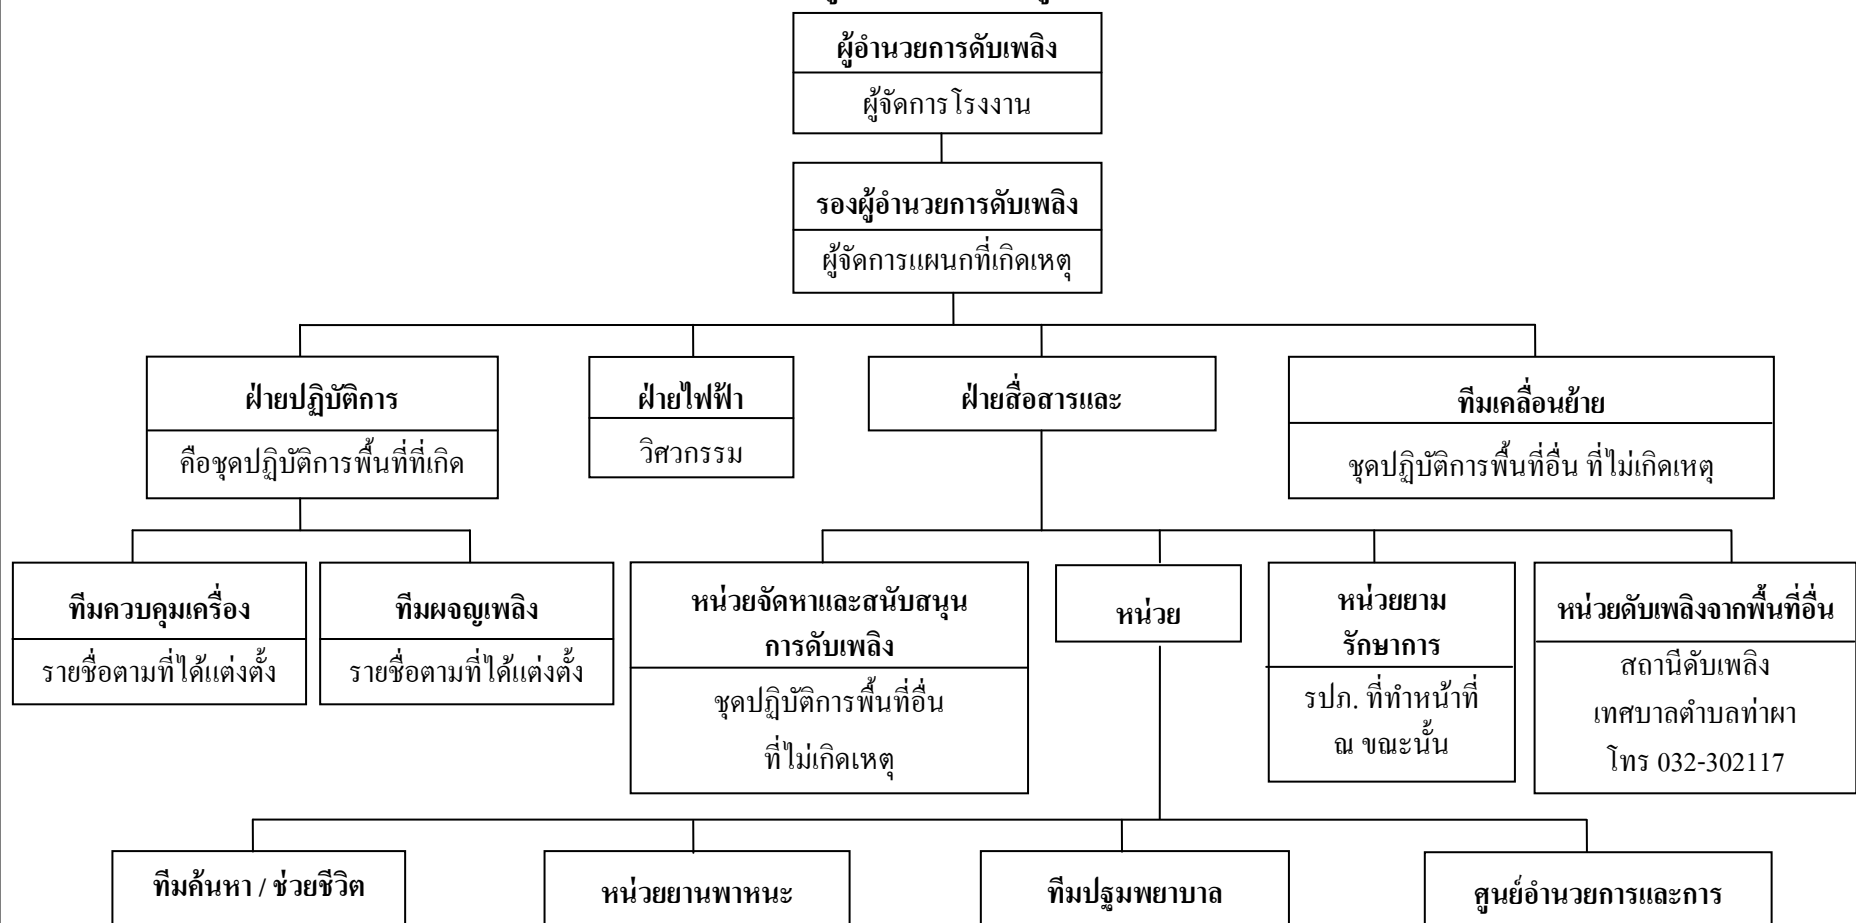 ผู้อำนวยการดับเพลิง
ผู้จัดการโรงงาน
รองผู้อำนวยการดับเพลิง
ผู้จัดการแผนกที่เกิดเหตุ
ฝ่ายปฏิบัติการ
คือชุดปฏิบัติการพื้นที่ที่เกิด
ฝ่ายไฟฟ้า
วิศวกรรม
ฝ่ายสื่อสารและ
ทีมเคลื่อนย้าย
ชุดปฏิบัติการพื้นที่อื่น ที่ไม่เกิดเหตุ
ทีมควบคุมเครื่อง
รายชื่อตามที่ได้แต่งตั้ง
ทีมผจญเพลิง
รายชื่อตามที่ได้แต่งตั้ง
หน่วยจัดหาและสนับสนุน
การดับเพลิง
ชุดปฏิบัติการพื้นที่อื่น
ที่ไม่เกิดเหตุ
หน่วย
หน่วยยาม
รักษาการ
รปภ. ที่ทำหน้าที่
ณ ขณะนั้น
หน่วยดับเพลิงจากพื้นที่อื่น
สถานีดับเพลิง
เทศบาลตำบลท่าผา
โทร 032-302117
ทีมค้นหา / ช่วยชีวิต
หน่วยยานพาหนะ
ทีมปฐมพยาบาล
ศูนย์อำนวยการและการ